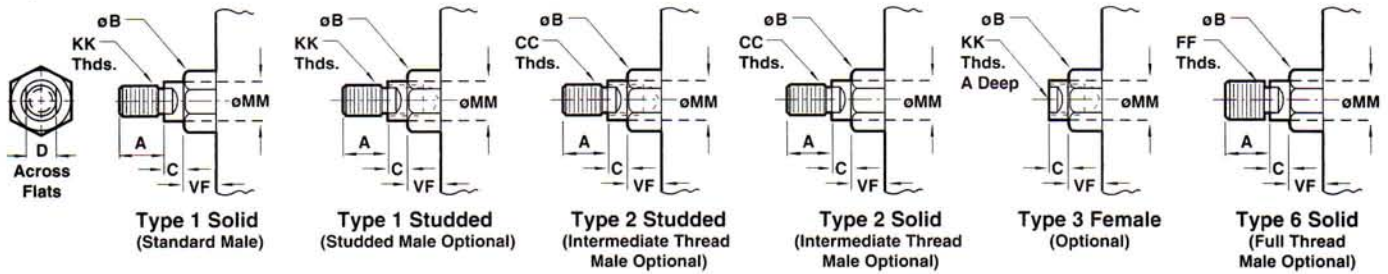 D
Across
Flats
øB
KK
Thds.
øMM
A
C
VF
Type 1 Solid
(Standard Male)
øB
KK
Thds.
øMM
A
C
VF
Type 1 Studded
(Studded Male Optional)
øB
CC
Thds.
øMM
A
C
VF
Type 2 Studded
(Intermediate Thread
Male Optional)
øB
CC
Thds.
øMM
A
C
VF
Type 2 Solid
(Intermediate Thread
Male Optional)
øB
KK
Thds.
A Deep
øMM
C
VF
Type 3 Female
(Optional)
øB
FF
Thds.
øMM
A
C
VF
Type 6 Solid
(Full Thread
Male Optional)